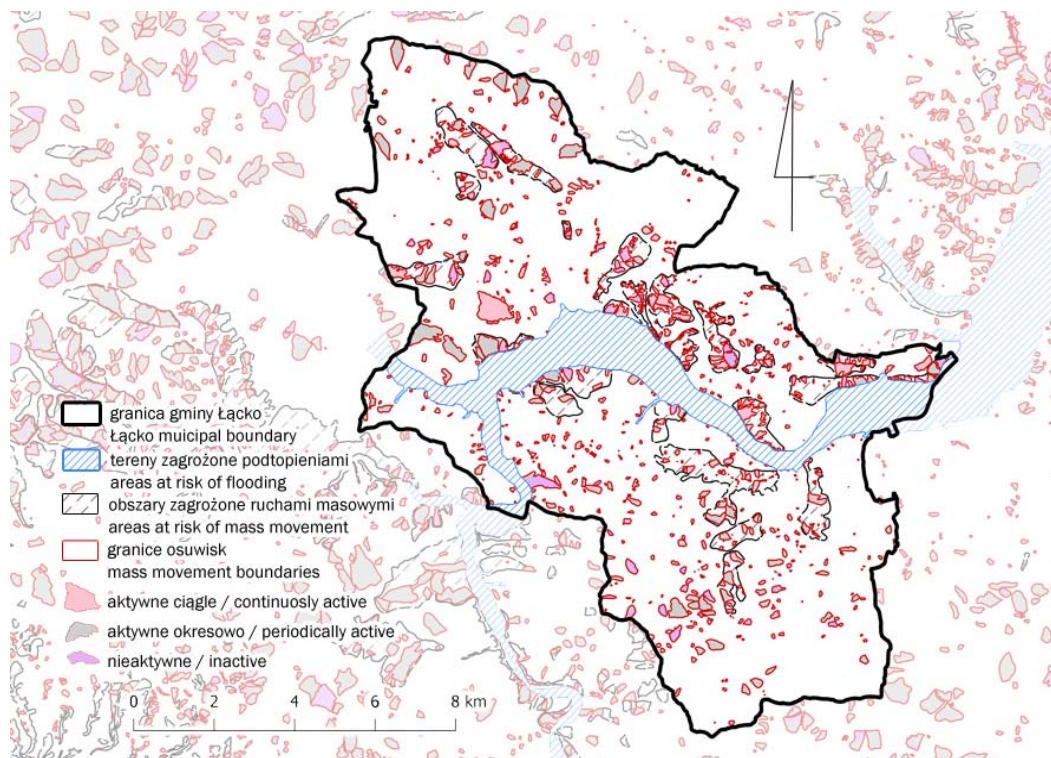 granica gminy Łącko
Łącko muicipal boundary
tereny zagrożone podtopieniami
areas at risk of flooding
obszary zagrożone ruchami masowymi
areas at risk of mass movement
granice osuwisk
mass movement boundaries
aktywne ciągle / continuosly active
aktywne okresowo / periodically active
nieaktywne / inactive
0 2 4 6 8 km